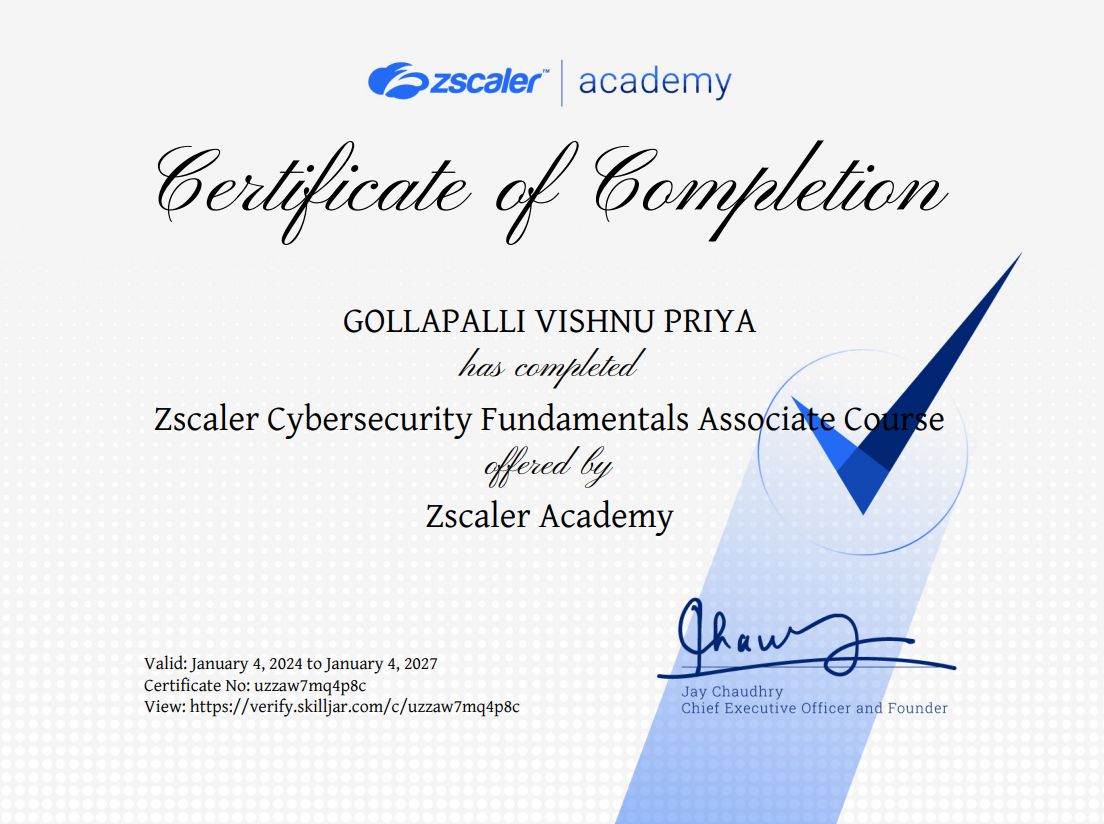 zscaler™ | academy
Certificate of Completion
GOLLAPALLI VISHNU PRIYA
has completed
Zscaler Cybersecurity Fundamentals Associate Course
offered by
Zscaler Academy
Valid: January 4, 2024 to January 4, 2027
Certificate No: uzzaw7mq4p8c
View: https://verify.skilljar.com/c/uzzaw7mq4p8c
Jay Chaudhry
Chief Executive Officer and Founder